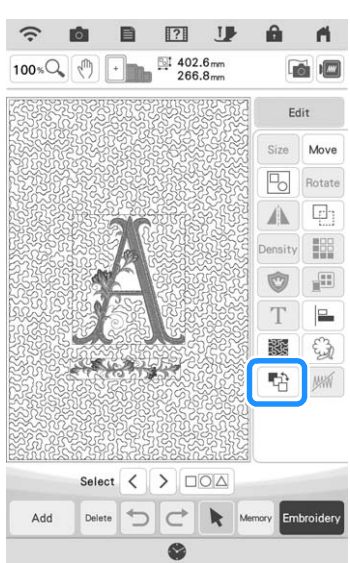 100%
402.6mm
266.8mm
Edit
Size
Move
Rotate
Density
T
A
Select
Add
Delete
Memory
Embroidery